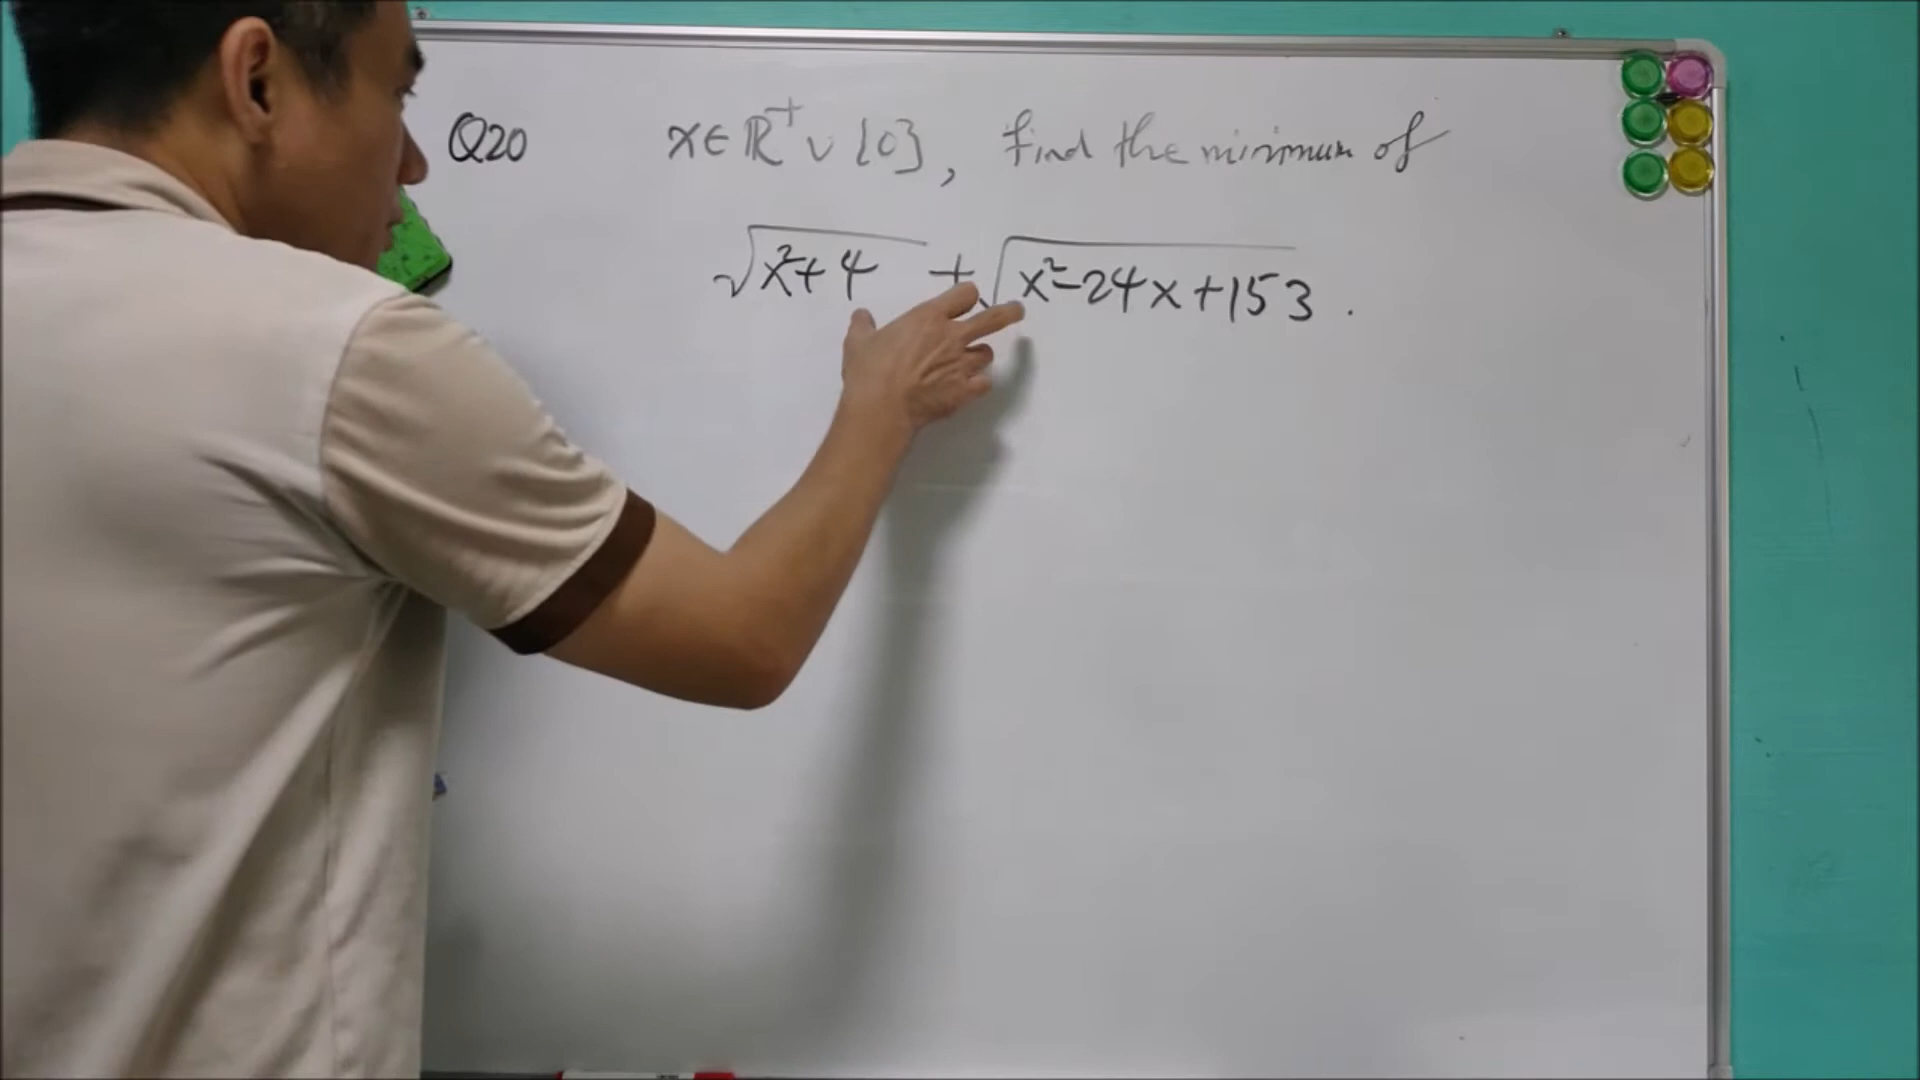 Q20 x∈ℝ⁺∪{0}, find the minimum of
√(x²+4) + √(x²-24x+153).